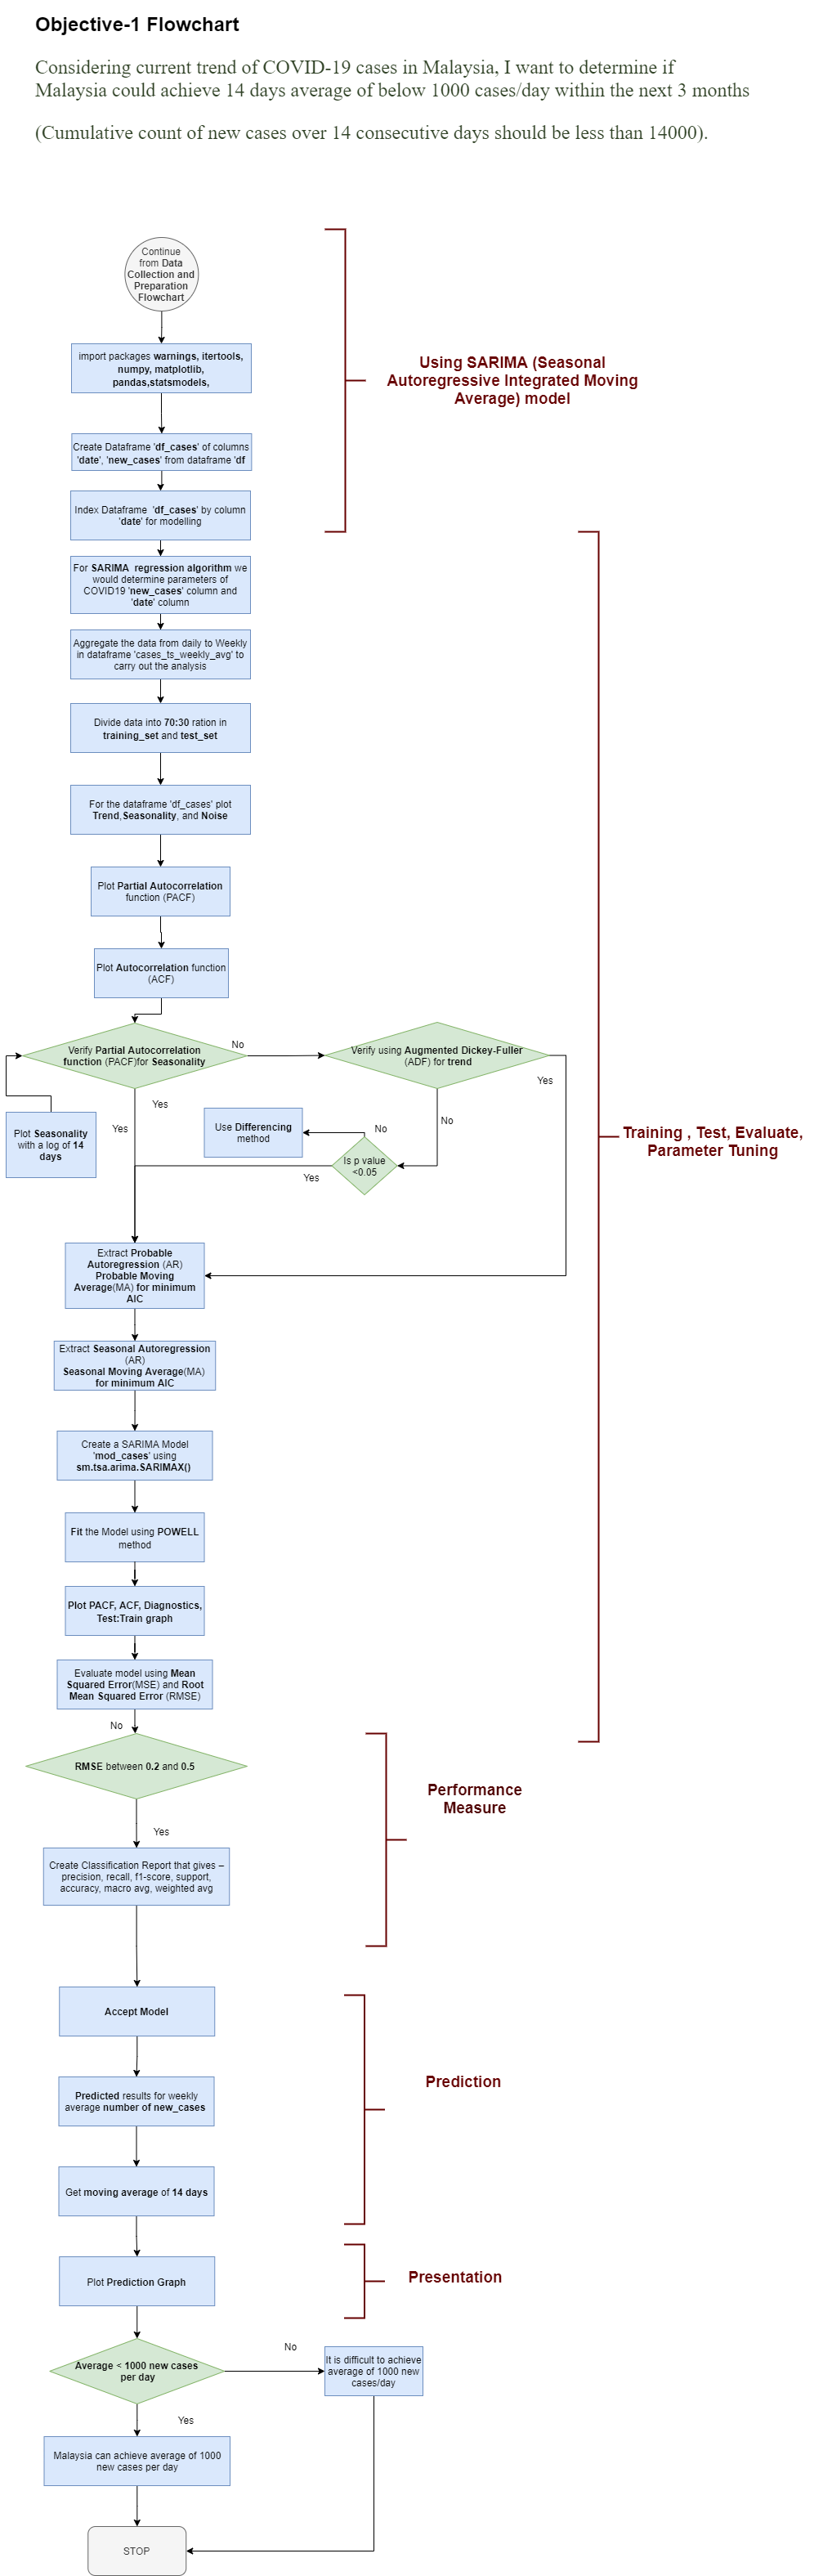 Objective-1 Flowchart
Considering current trend of COVID-19 cases in Malaysia, I want to determine if
Malaysia could achieve 14 days average of below 1000 cases/day within the next 3 months
(Cumulative count of new cases over 14 consecutive days should be less than 14000).
Continue
from Data
Collection and
Preparation
Flowchart
import packages warnings, itertools,
numpy, matplotlib,
pandas,statsmodels,
Using SARIMA (Seasonal
Autoregressive Integrated Moving
Average) model
Create Dataframe 'df_cases' of columns
'date', 'new_cases' from dataframe 'df
Index Dataframe 'df_cases' by column
'date' for modelling
For SARIMA regression algorithm we
would determine parameters of
COVID19 'new_cases' column and
'date' column
Aggregate the data from daily to Weekly
in dataframe 'cases_ts_weekly_avg' to
carry out the analysis
Divide data into 70:30 ration in
training_set and test_set
For the dataframe 'df_cases' plot
Trend,Seasonality, and Noise
Plot Partial Autocorrelation
function (PACF)
Plot Autocorrelation function
(ACF)
Verify Partial Autocorrelation
function (PACF)for Seasonality
No
Verify using Augmented Dickey-Fuller
(ADF) for trend
Yes
Yes
Yes
No
Plot Seasonality
with a log of 14
days
Use Differencing
method
No
Is p value
<0.05
Yes
Training , Test, Evaluate,
Parameter Tuning
Extract Probable
Autoregression (AR)
Probable Moving
Average(MA) for minimum
AIC
Extract Seasonal Autoregression
(AR)
Seasonal Moving Average(MA)
for minimum AIC
Create a SARIMA Model
'mod_cases' using
sm.tsa.arima.SARIMAX()
Fit the Model using POWELL
method
Plot PACF, ACF, Diagnostics,
Test:Train graph
Evaluate model using Mean
Squared Error(MSE) and Root
Mean Squared Error (RMSE)
No
RMSE between 0.2 and 0.5
Performance
Measure
Yes
Create Classification Report that gives –
precision, recall, f1-score, support,
accuracy, macro avg, weighted avg
Accept Model
Prediction
Predicted results for weekly
average number of new_cases
Get moving average of 14 days
Plot Prediction Graph
Presentation
Average < 1000 new cases
per day
No
It is difficult to achieve
average of 1000 new
cases/day
Yes
Malaysia can achieve average of 1000
new cases per day
STOP